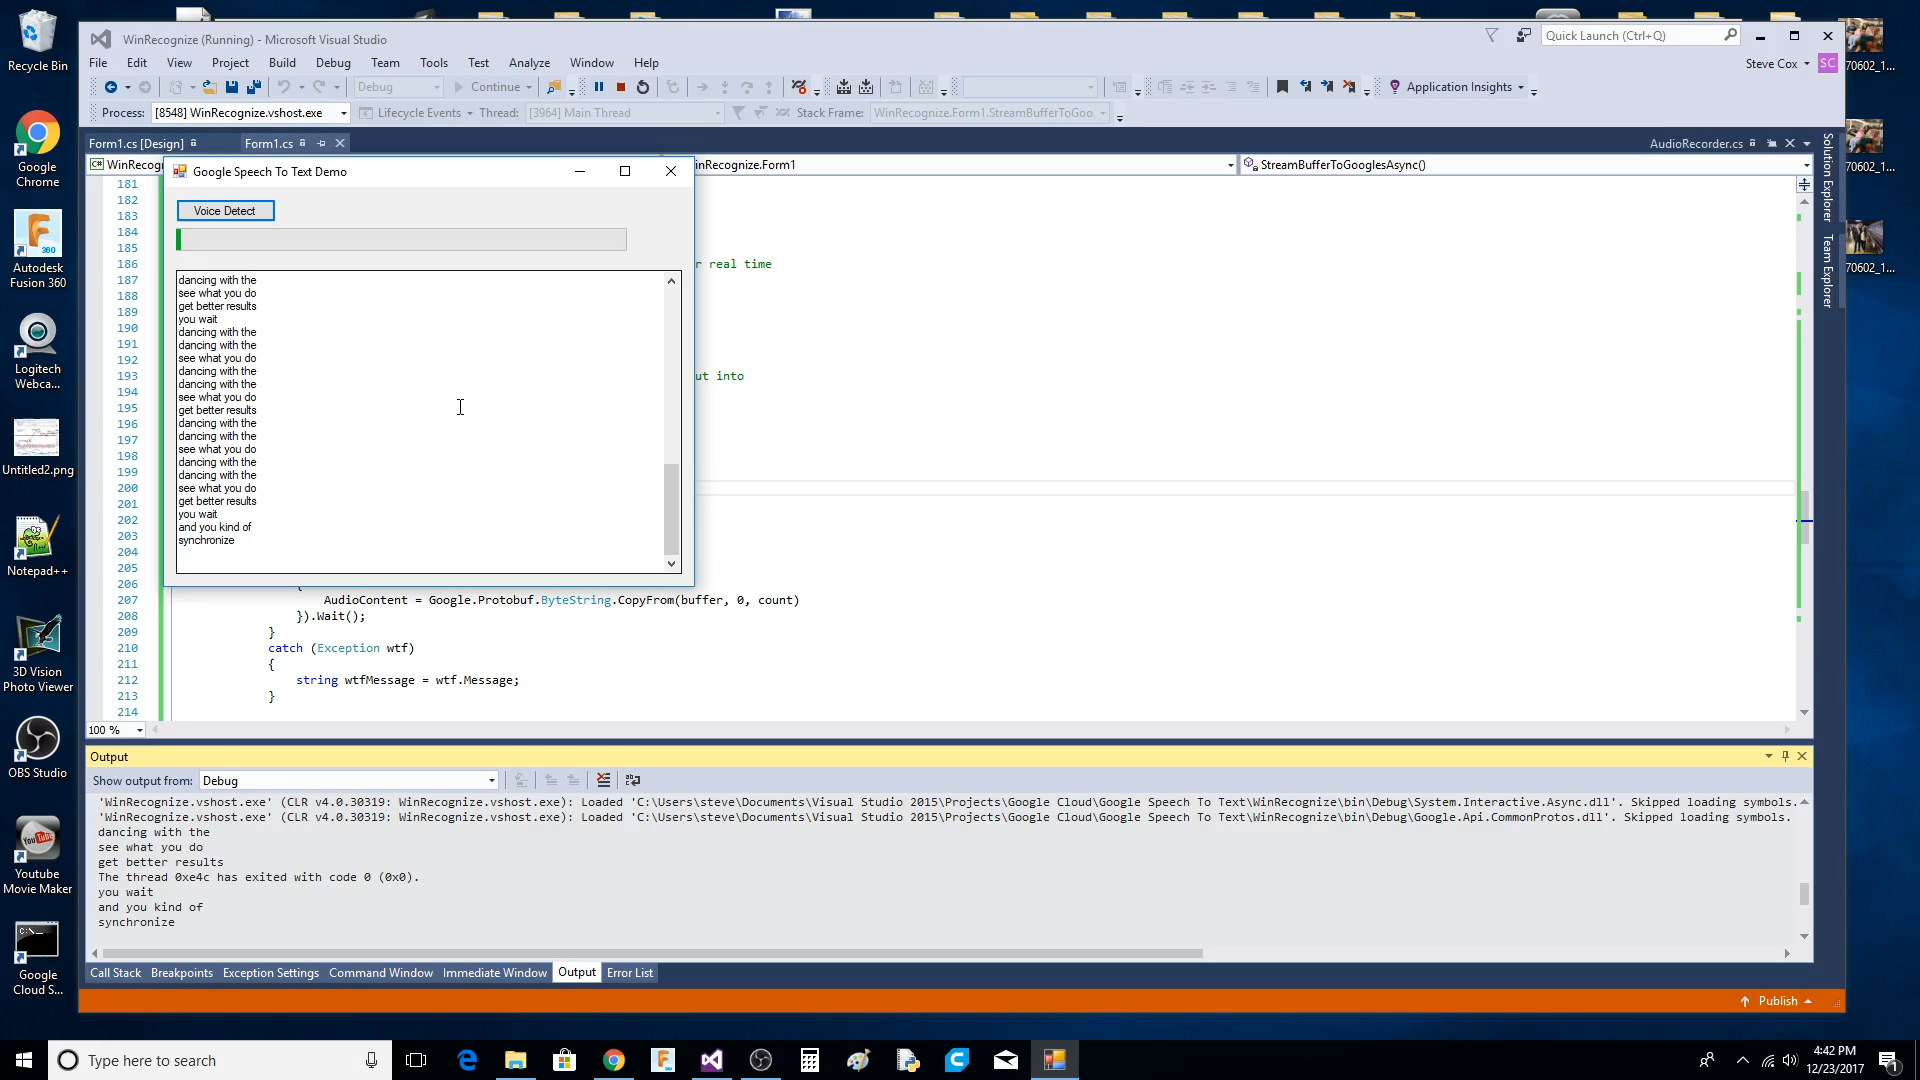 Recycle Bin
Google
Chrome
Autodesk
Fusion 360
Logitech
Webca...
Untitled2.png
Notepad++
3D Vision
Photo Viewer
OBS Studio
Youtube
Movie Maker
Google
Cloud S...
70602_1...
70602_1...
70602_1...
WinRecognize (Running) - Microsoft Visual Studio
Quick Launch (Ctrl+Q)
File Edit View Project Build Debug Team Tools Test Analyze Window Help
Steve Cox SC
Debug Continue Application Insights
Process: [8548] WinRecognize.vshost.exe Lifecycle Events Thread: [3964] Main Thread Stack Frame: WinRecognize.Form1.StreamBufferToGoo
Form1.cs [Design] Form1.cs AudioRecorder.cs
WinRecog inRecognize.Form1 StreamBufferToGooglesAsync()
Solution Explorer
Team Explorer
Google Speech To Text Demo
Voice Detect
dancing with the
see what you do
get better results
you wait
dancing with the
dancing with the
see what you do
dancing with the
dancing with the
see what you do
get better results
dancing with the
dancing with the
see what you do
dancing with the
dancing with the
see what you do
get better results
you wait
and you kind of
synchronize
181
182
183
184
185
186 r real time
187
188
189
190
191
192
193 ut into
194
195
196
197
198
199
200
201
202
203
204
205
206 {
207 AudioContent = Google.Protobuf.ByteString.CopyFrom(buffer, 0, count)
208 }).Wait();
209 }
210 catch (Exception wtf)
211 {
212 string wtfMessage = wtf.Message;
213 }
214
100 %
Output
Show output from: Debug
'WinRecognize.vshost.exe' (CLR v4.0.30319: WinRecognize.vshost.exe): Loaded 'C:\Users\steve\Documents\Visual Studio 2015\Projects\Google Cloud\Google Speech To Text\WinRecognize\bin\Debug\System.Interactive.Async.dll'. Skipped loading symbols.
'WinRecognize.vshost.exe' (CLR v4.0.30319: WinRecognize.vshost.exe): Loaded 'C:\Users\steve\Documents\Visual Studio 2015\Projects\Google Cloud\Google Speech To Text\WinRecognize\bin\Debug\Google.Api.CommonProtos.dll'. Skipped loading symbols.
dancing with the
see what you do
get better results
The thread 0xe4c has exited with code 0 (0x0).
you wait
and you kind of
synchronize
Call Stack Breakpoints Exception Settings Command Window Immediate Window Output Error List
Publish
Type here to search
4:42 PM
12/23/2017
1